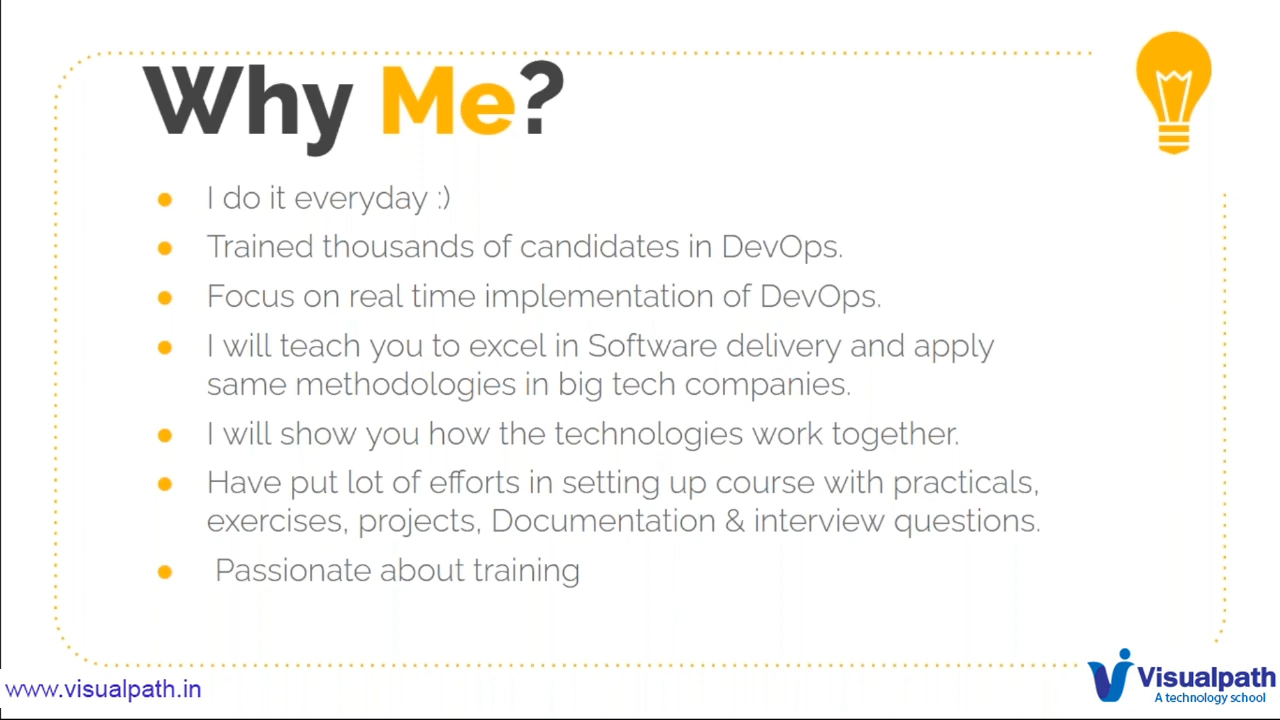 Why Me?
I do it everyday :)
Trained thousands of candidates in DevOps.
Focus on real time implementation of DevOps.
I will teach you to excel in Software delivery and apply
same methodologies in big tech companies.
I will show you how the technologies work together.
Have put lot of efforts in setting up course with practicals,
exercises, projects, Documentation & interview questions.
Passionate about training
www.visualpath.in
Visualpath
A technology school